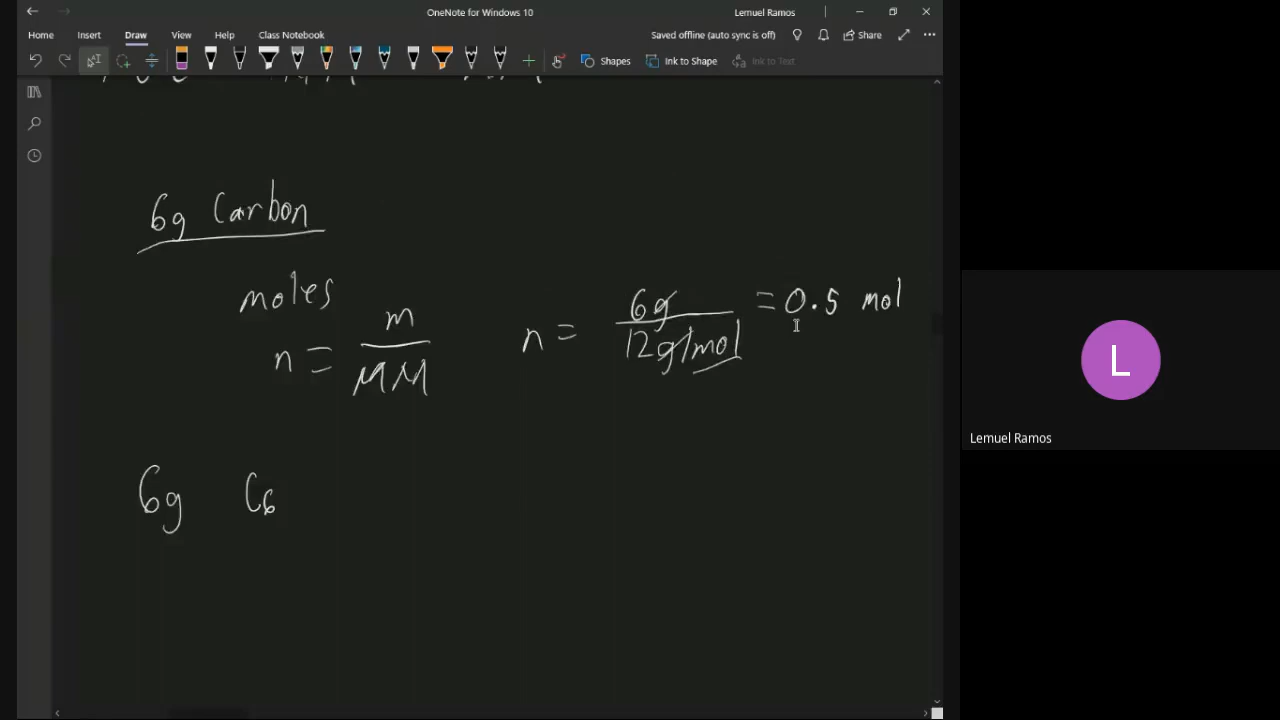 OneNote for Windows 10 Lemuel Ramos
Home Insert Draw View Help Class Notebook Saved offline (auto sync is off) Share
Shapes Ink to Shape Ink to Text
6g Carbon
moles
n = m / MM
n = 6g / 12g/mol = 0.5 mol
6g C6
L
Lemuel Ramos